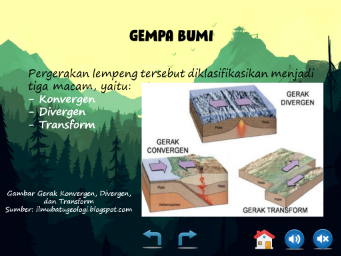 GEMPA BUMI
Pergerakan lempeng tersebut diklasifikasikan menjadi
tiga macam, yaitu:
- Konvergen
- Divergen
- Transform
GERAK
DIVERGEN
GERAK
CONVERGEN
GERAK TRANSFORM
Gambar Gerak Konvergen, Divergen,
dan Transform
Sumber: ilmubatugeologi.blogspot.com